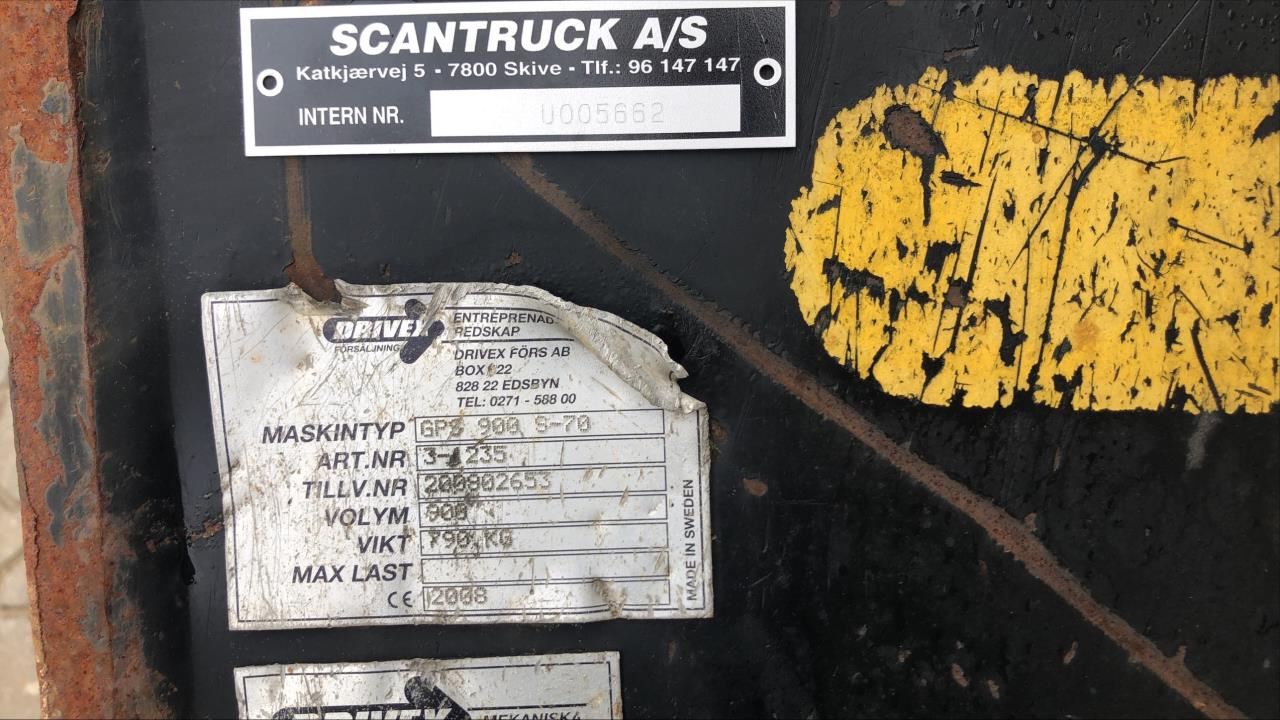 SCANTRUCK A/S
Katkjærvej 5 - 7800 Skive - Tlf.: 96 147 147
INTERN NR. U005662
DRIVEX
FÖRSÄLJNING
ENTREPRENAD-
REDSKAP
DRIVEX FÖRS AB
BOX 22
828 22 EDSBYN
TEL: 0271 - 588 00
MASKINTYP GPS 900 S-70
ART.NR
TILLV.NR 200802653
VOLYM 900
VIKT 790 KG
MAX LAST
CE 2008
MADE IN SWEDEN
DRIVEX MEKANISKA